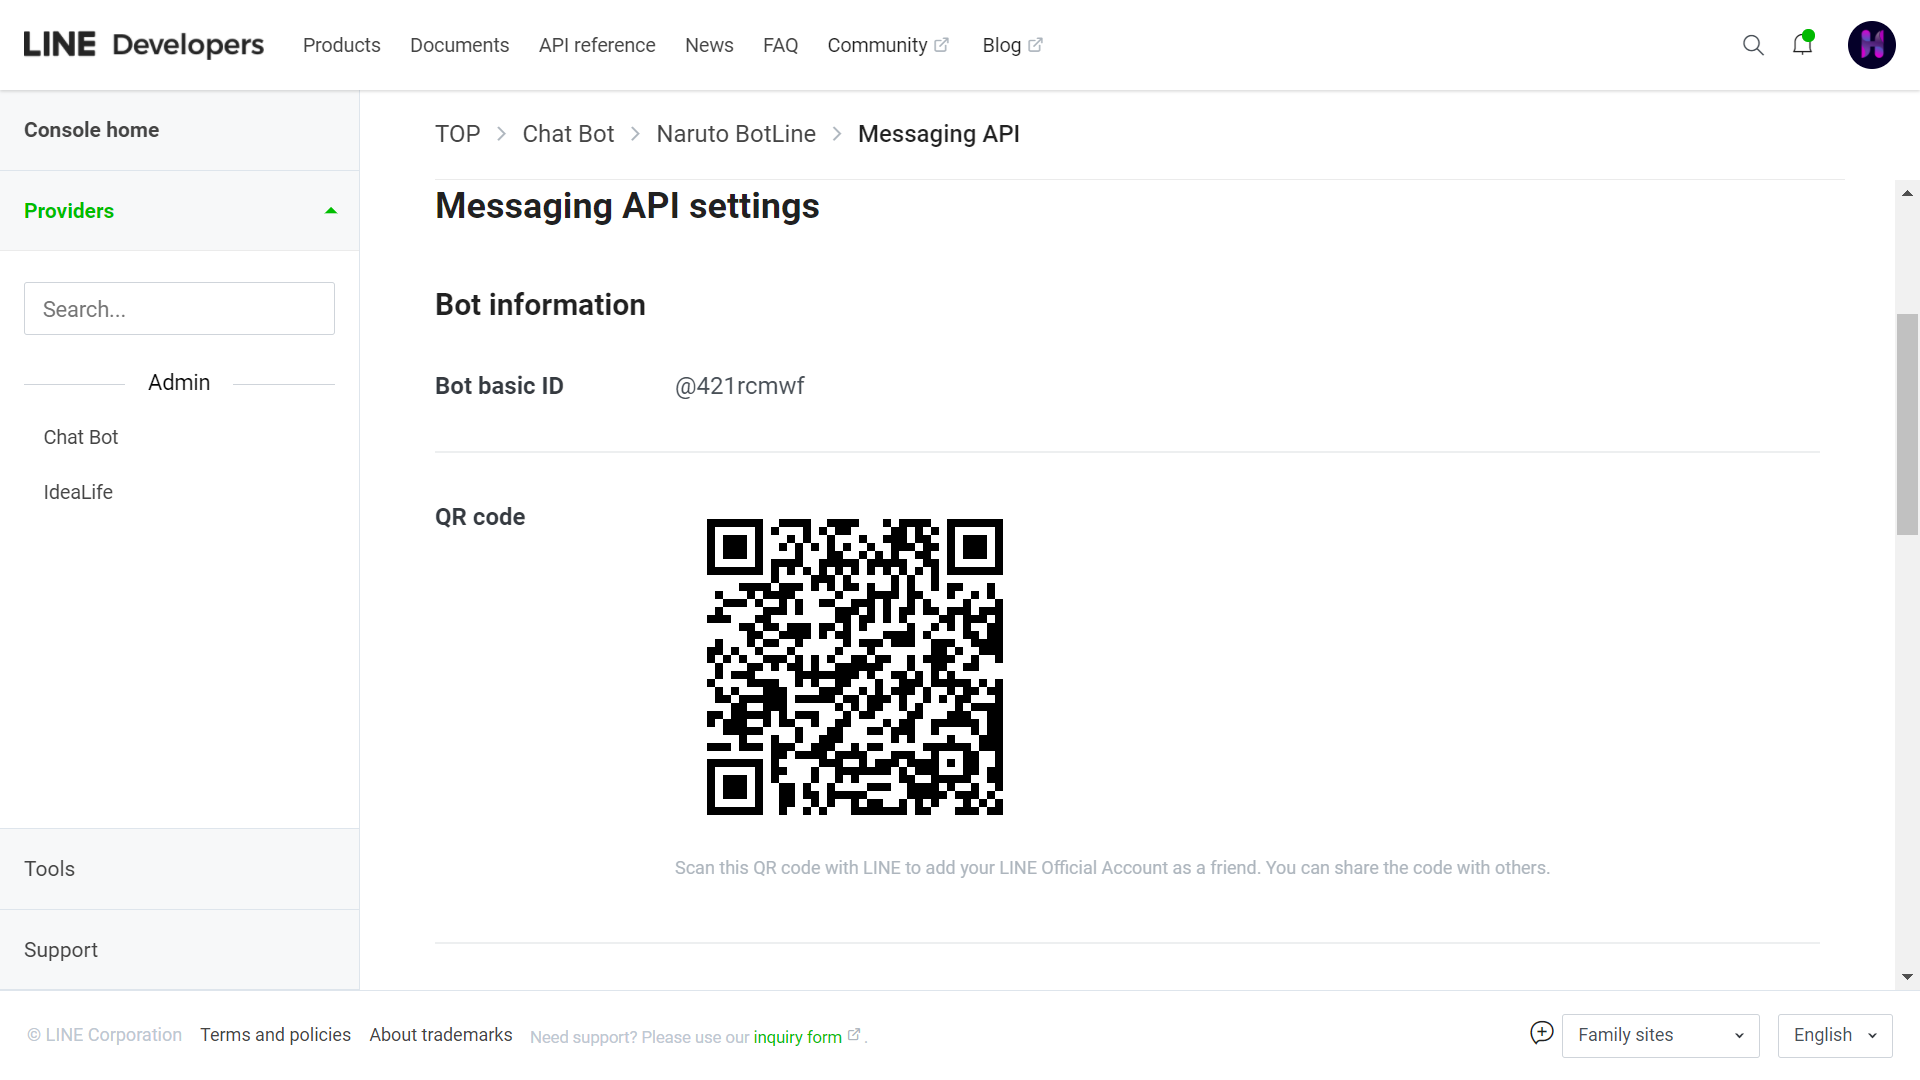 LINE Developers Products Documents API reference News FAQ Community Blog
Console home
Providers
Search...
Admin
Chat Bot
IdeaLife
Tools
Support
TOP > Chat Bot > Naruto BotLine > Messaging API
Messaging API settings
Bot information
Bot basic ID @421rcmwf
QR code
Scan this QR code with LINE to add your LINE Official Account as a friend. You can share the code with others.
© LINE Corporation Terms and policies About trademarks Need support? Please use our inquiry form . Family sites English